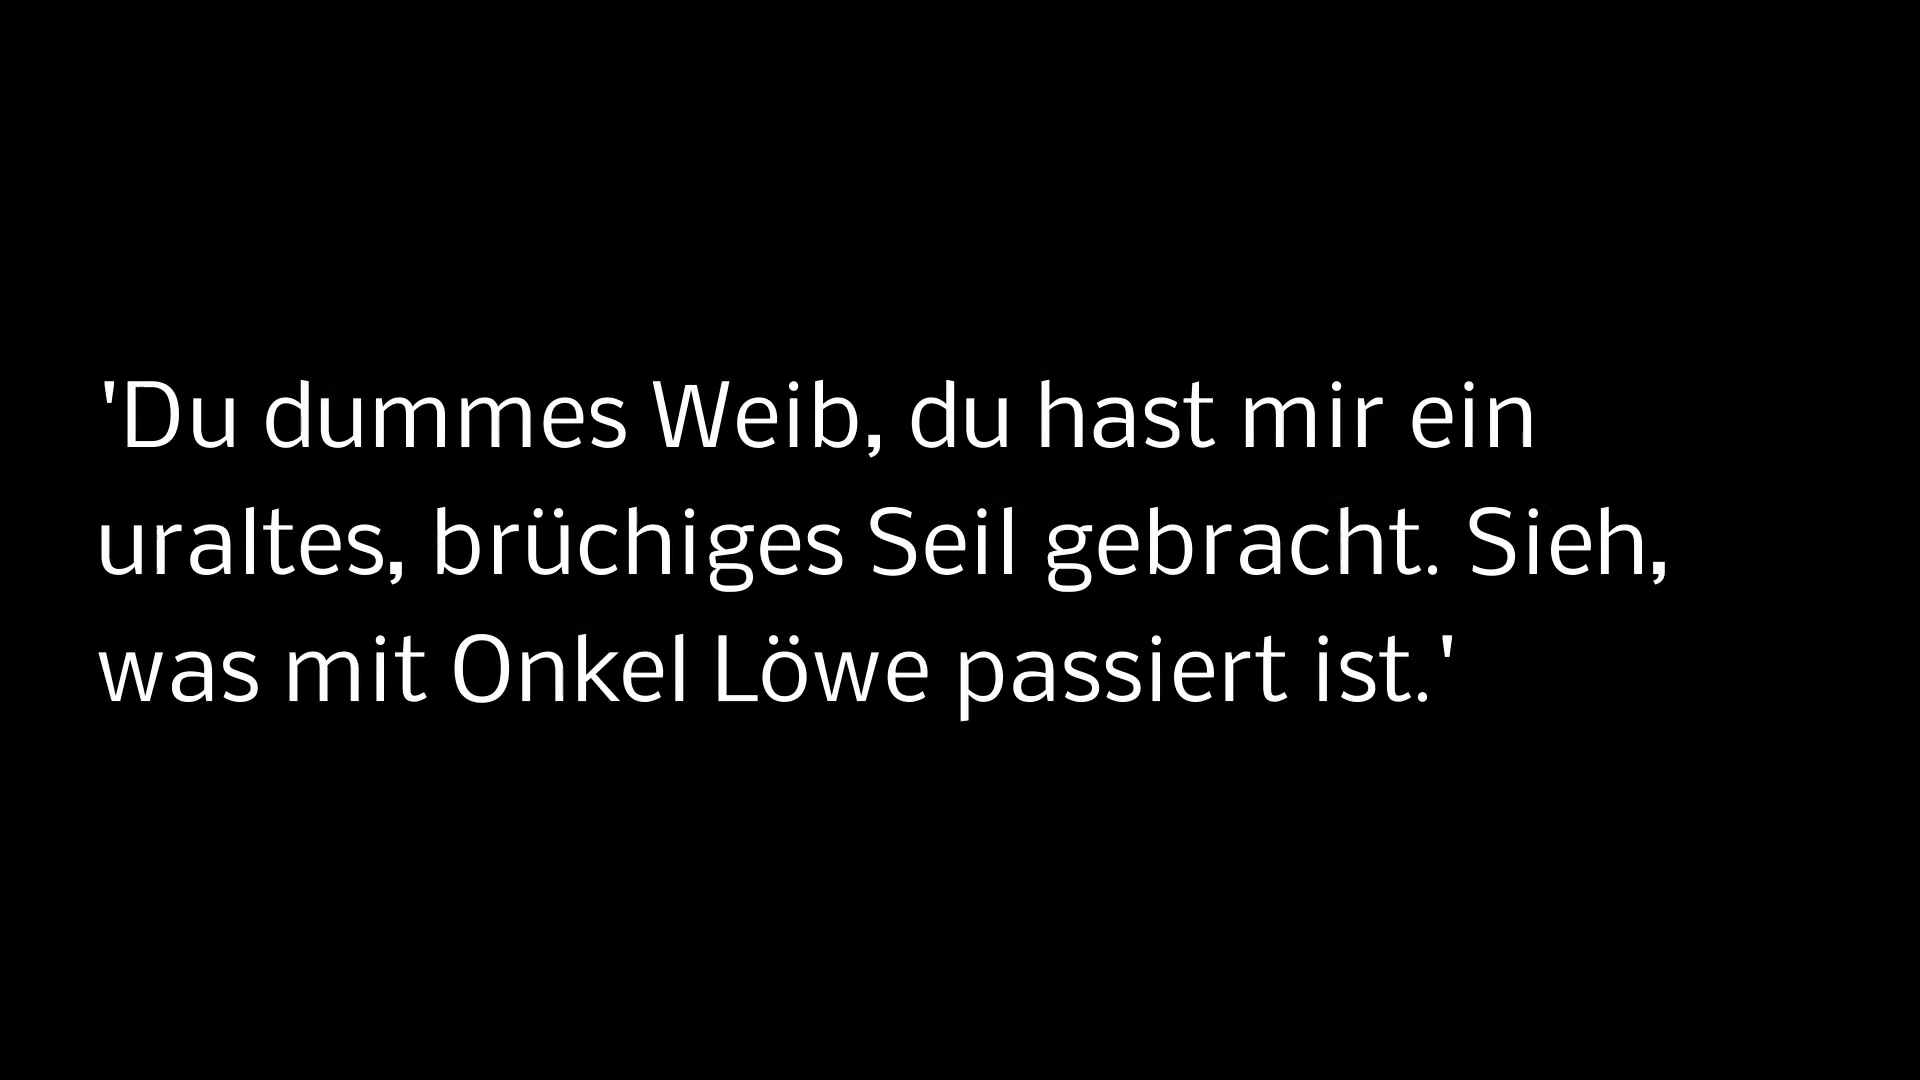 'Du dummes Weib, du hast mir ein
uraltes, brüchiges Seil gebracht. Sieh,
was mit Onkel Löwe passiert ist.'